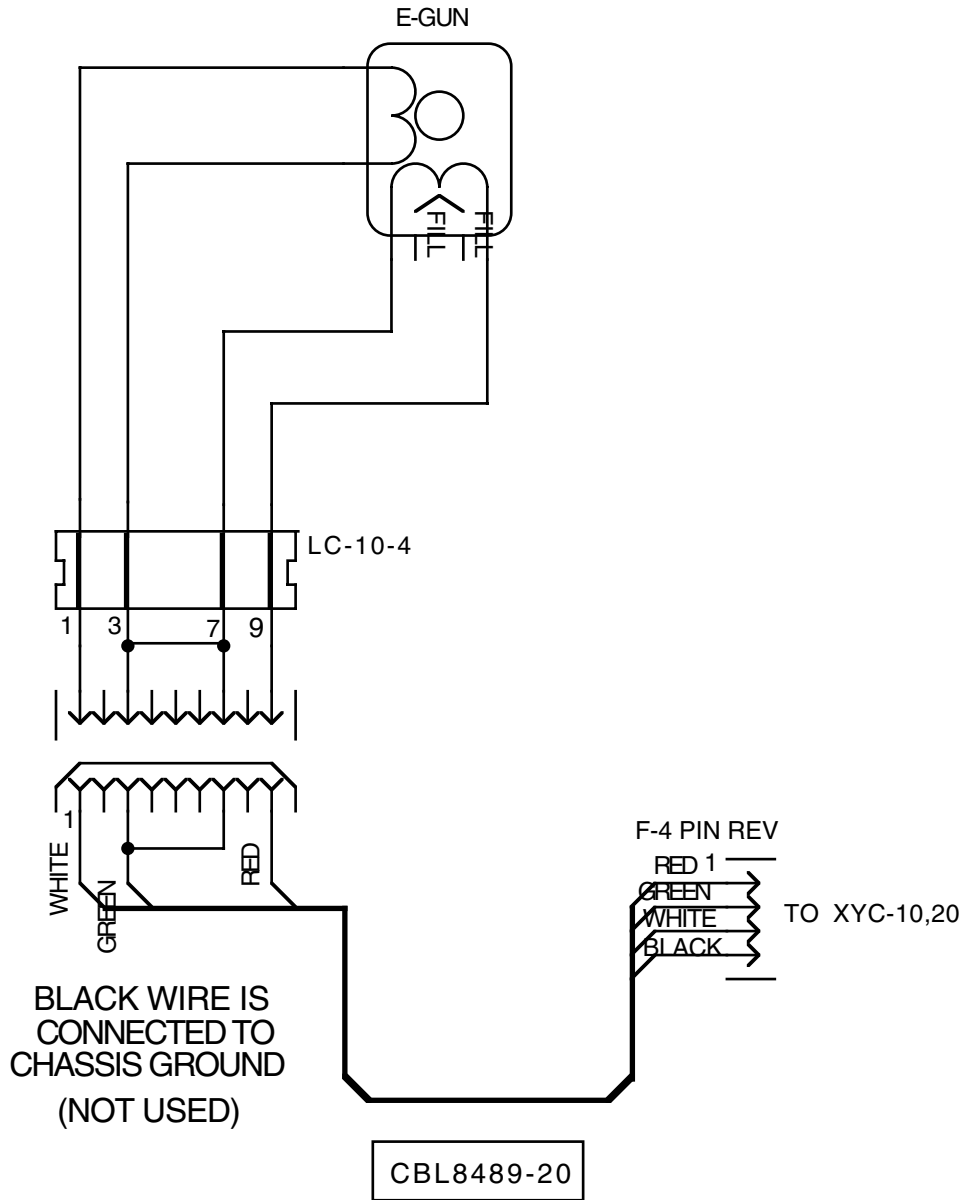 E-GUN
FILL
FILL
LC-10-4
1 3 7 9
1
WHITE
GREEN
RED
F-4 PIN REV
RED 1
GREEN
WHITE
BLACK
TO XYC-10,20
BLACK WIRE IS
CONNECTED TO
CHASSIS GROUND
(NOT USED)
CBL8489-20